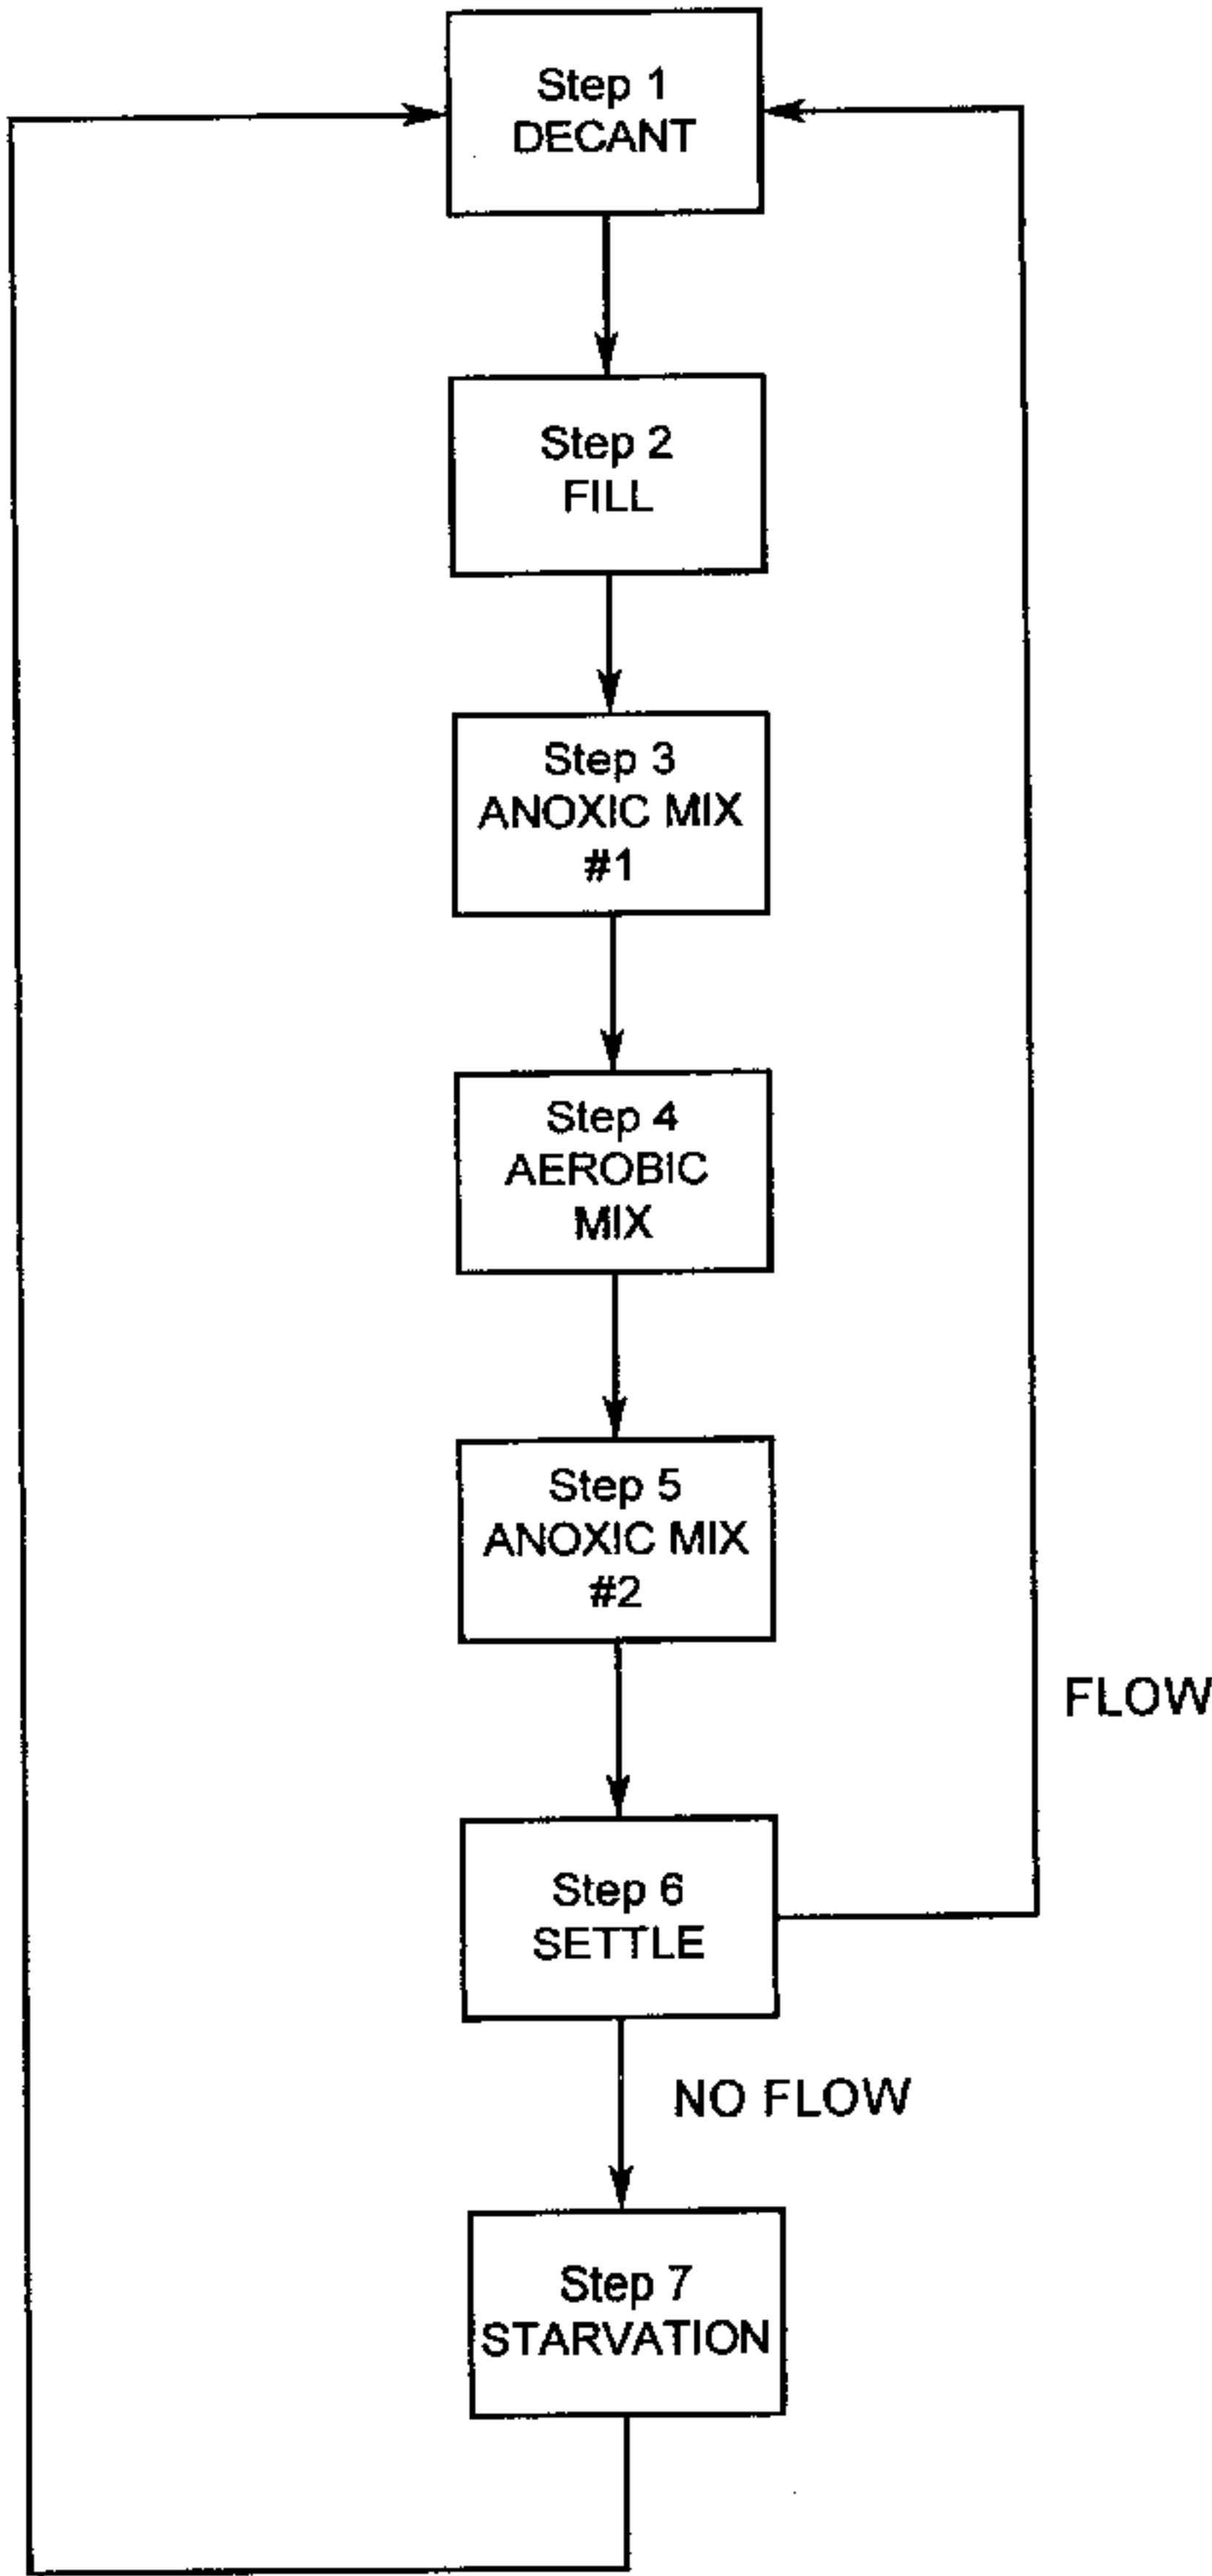 Step 1
DECANT
Step 2
FILL
Step 3
ANOXIC MIX
#1
Step 4
AEROBIC
MIX
Step 5
ANOXIC MIX
#2
FLOW
Step 6
SETTLE
NO FLOW
Step 7
STARVATION